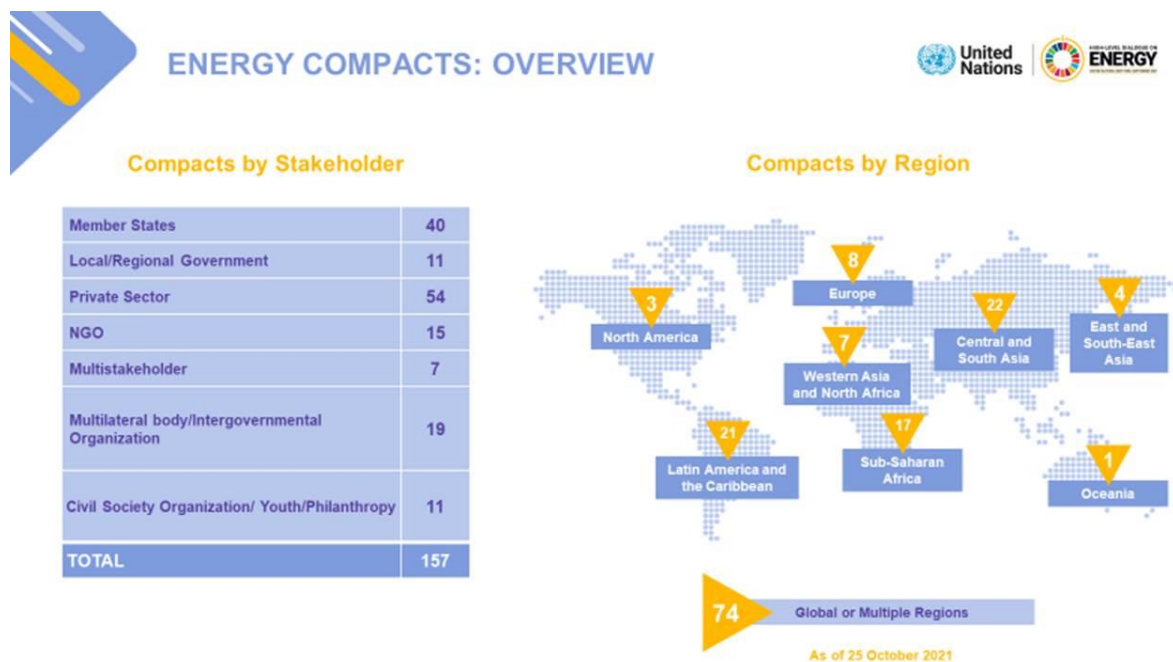 ENERGY COMPACTS: OVERVIEW
United
Nations
ENERGY
Compacts by Stakeholder
Member States 40
Local/Regional Government 11
Private Sector 54
NGO 15
Multistakeholder 7
Multilateral body/Intergovernmental
Organization 19
Civil Society Organization/ Youth/Philanthropy 11
TOTAL 157
Compacts by Region
8
Europe
3
North America
22
Central and
South Asia
4
East and
South-East
Asia
7
Western Asia
and North Africa
21
Latin America and
the Caribbean
17
Sub-Saharan
Africa
1
Oceania
74
Global or Multiple Regions
As of 25 October 2021